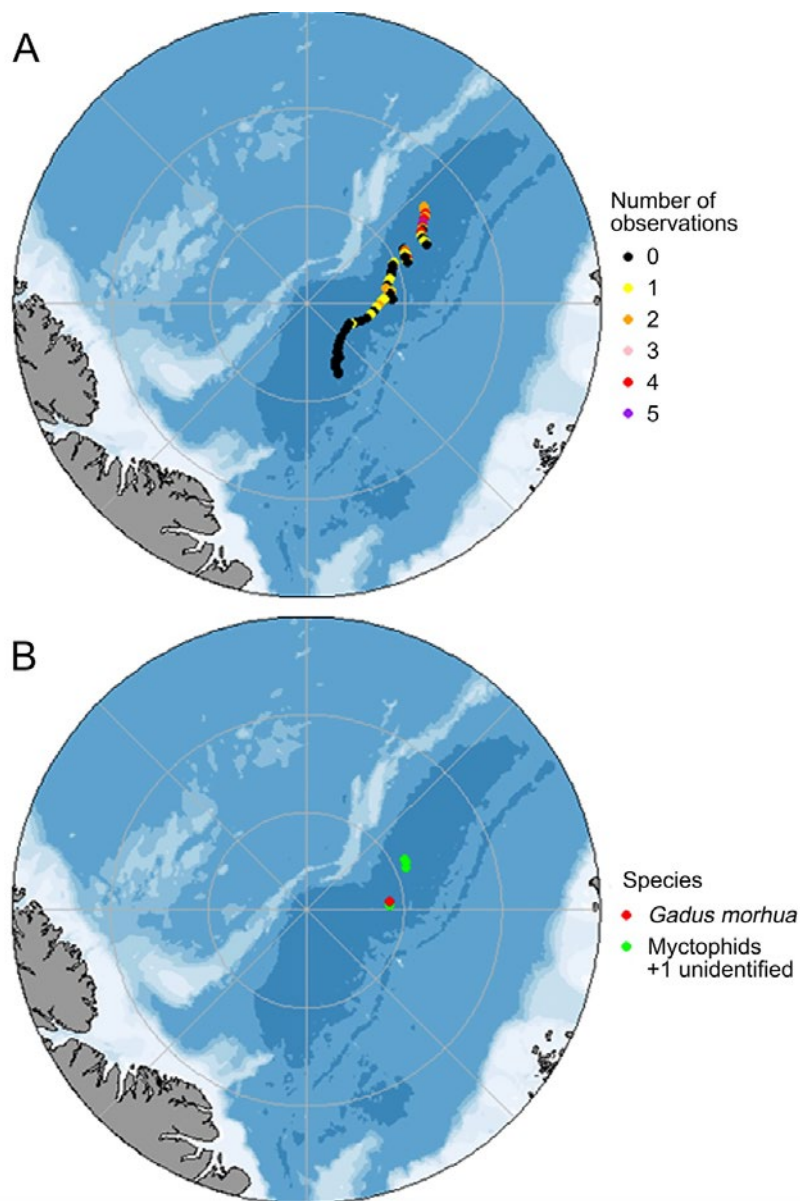 A
Number of
observations
0
1
2
3
4
5
B
Species
Gadus morhua
Myctophids
+1 unidentified